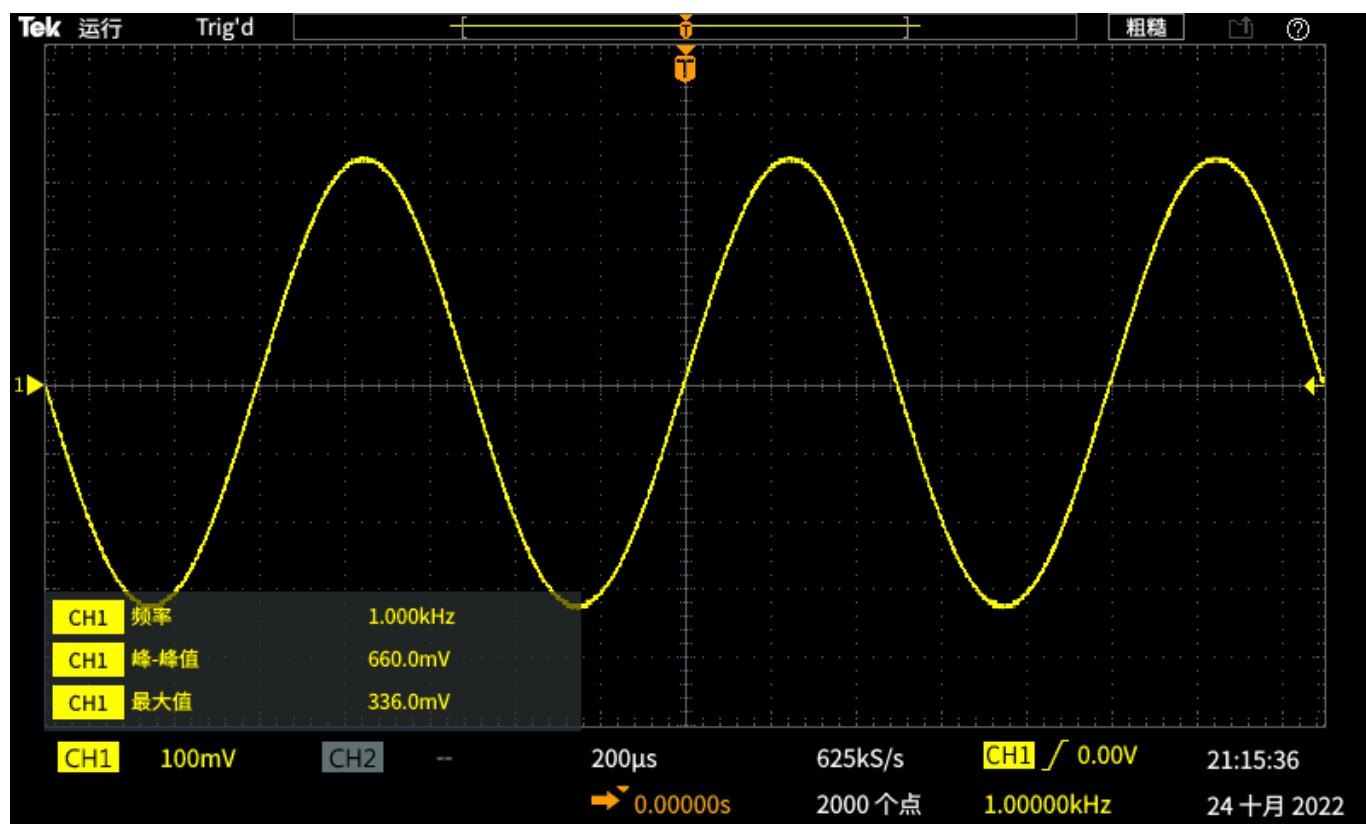 Tek 运行 Trig'd 粗糙
T
T
1
CH1 频率 1.000kHz
CH1 峰-峰值 660.0mV
CH1 最大值 336.0mV
CH1 100mV CH2 -- 200µs 625kS/s CH1 0.00V 21:15:36
0.00000s 2000 个点 1.00000kHz 24 十月 2022